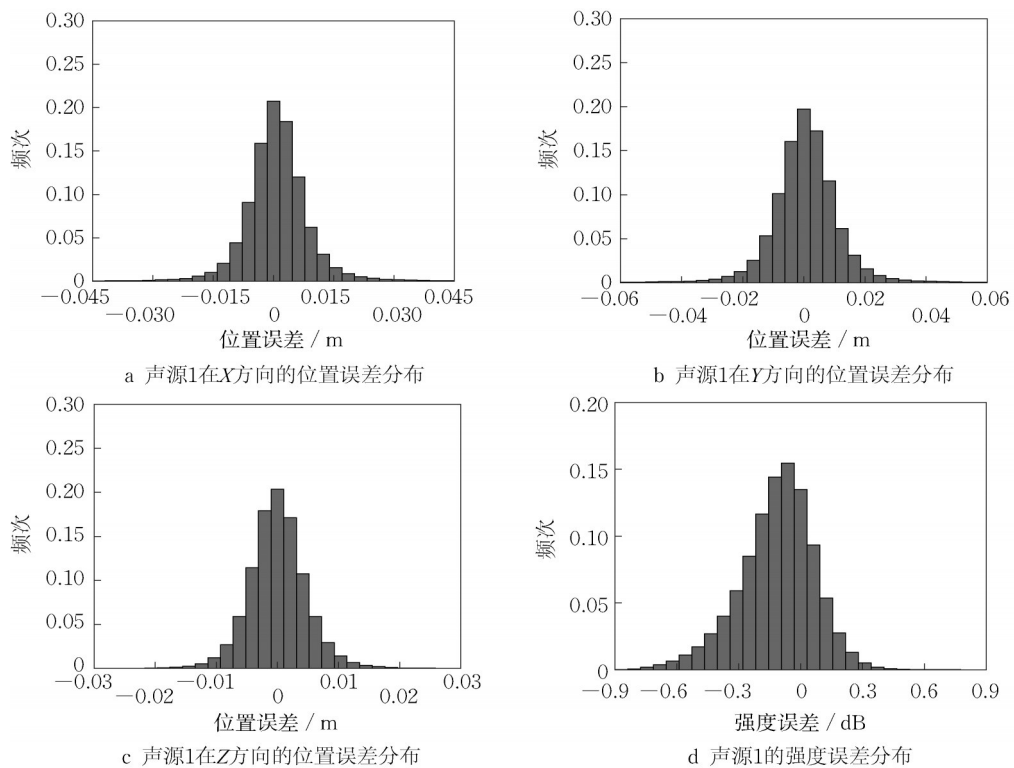 0.30
0.25
0.20
0.15
0.10
0.05
0
频次
−0.045 −0.015 0.015 0.045
−0.030 0 0.030
位置误差 / m
a 声源1在X方向的位置误差分布
0.30
0.25
0.20
0.15
0.10
0.05
0
频次
−0.06 −0.02 0.02 0.06
−0.04 0 0.04
位置误差 / m
b 声源1在Y方向的位置误差分布
0.30
0.25
0.20
0.15
0.10
0.05
0
频次
−0.03 −0.01 0.01 0.03
−0.02 0 0.02
位置误差 / m
c 声源1在Z方向的位置误差分布
0.20
0.15
0.10
0.05
0
频次
−0.9 −0.6 −0.3 0 0.3 0.6 0.9
强度误差 / dB
d 声源1的强度误差分布